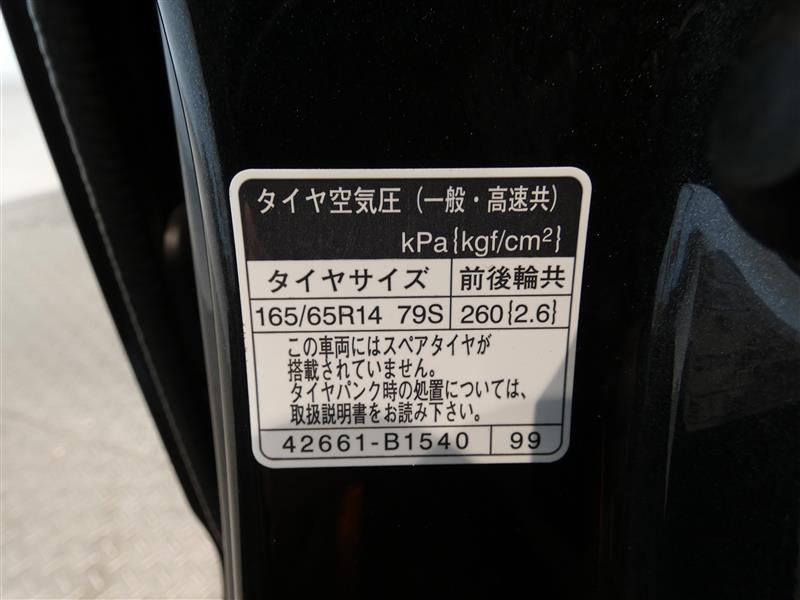 タイヤ空気圧（一般・高速共）
kPa{kgf/cm²}
タイヤサイズ 前後輪共
165/65R14 79S 260{2.6}
この車両にはスペアタイヤが
搭載されていません。
タイヤパンク時の処置については、
取扱説明書をお読み下さい。
42661-B1540 99